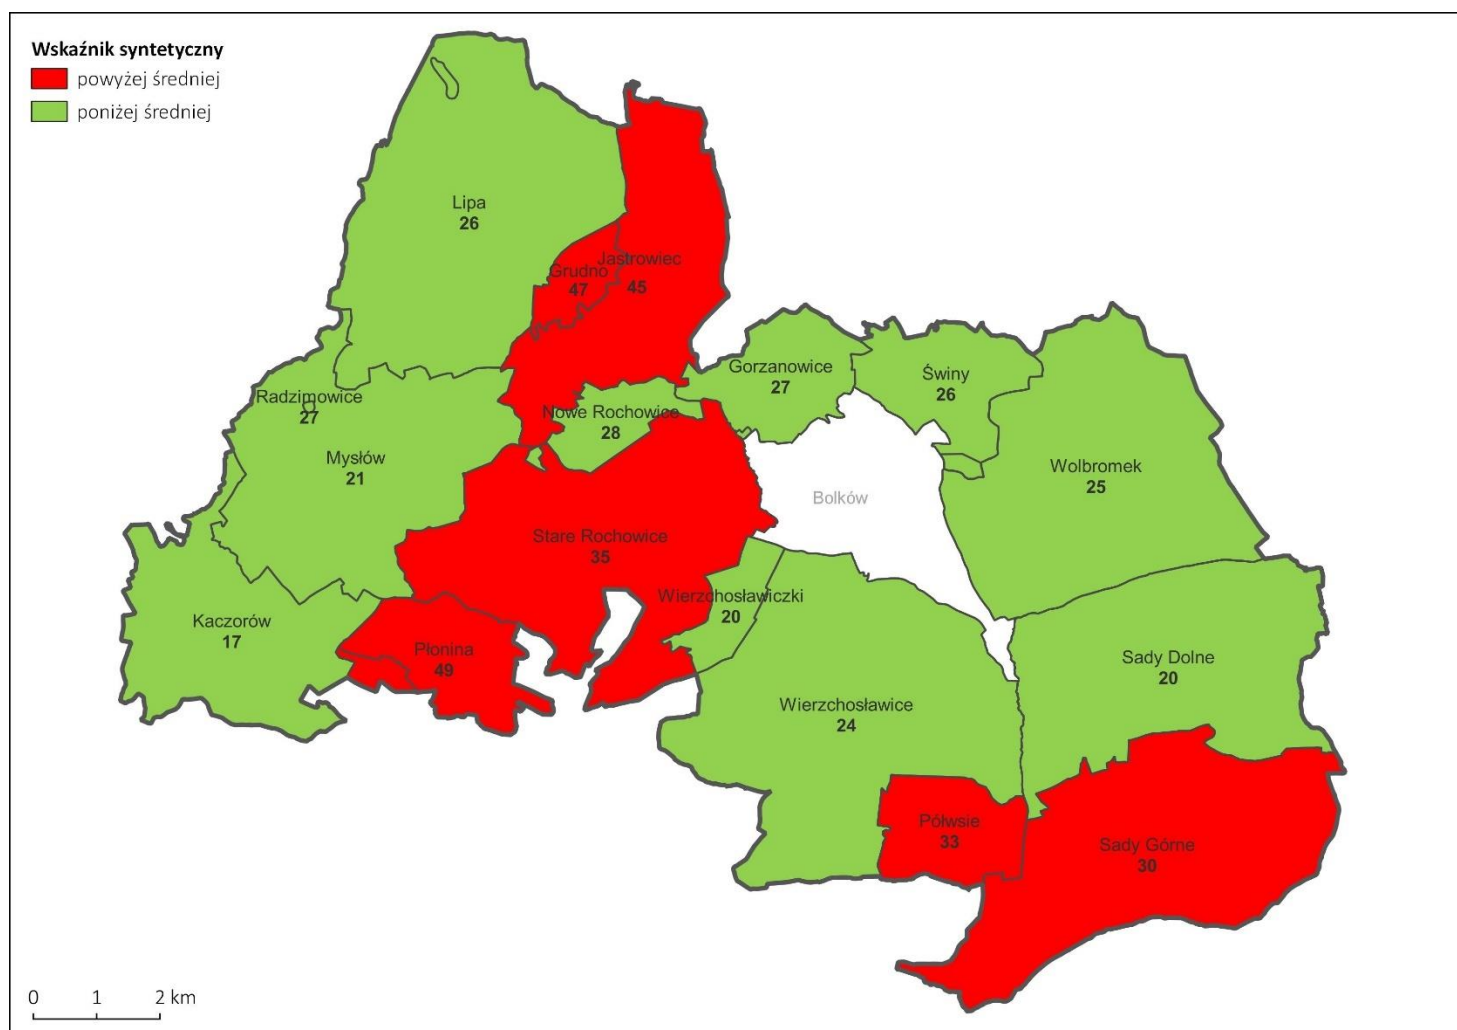 Wskaźnik syntetyczny
powyżej średniej
poniżej średniej
Lipa
26
Jastrowiec
45
Grudno
47
Gorzanowice
27
Świny
26
Radzimowice
27
Nowe Rochowice
28
Mysłów
21
Wolbromek
25
Bolków
Stare Rochowice
35
Wierzchosławiczki
20
Kaczorów
17
Płonina
49
Sady Dolne
20
Wierzchosławice
24
Półwsie
33
Sady Górne
30
0 1 2 km